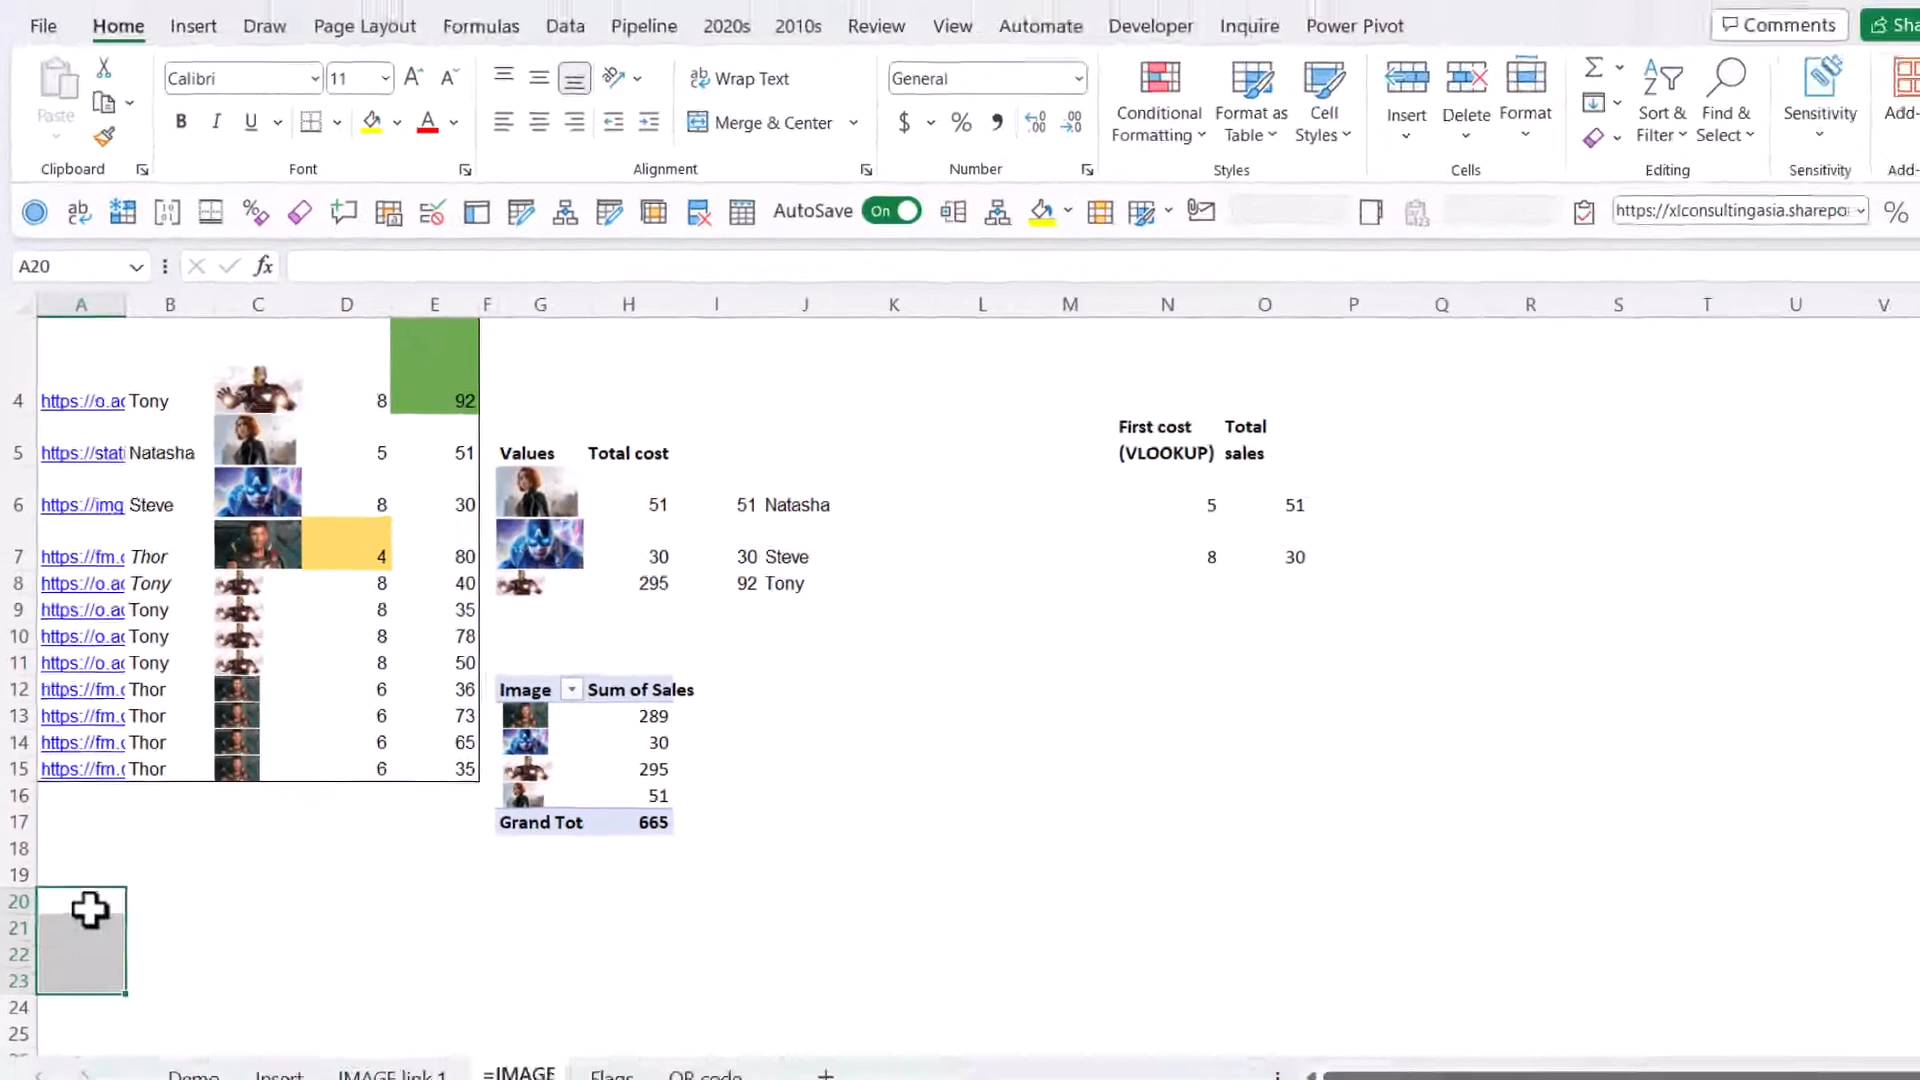 File Home Insert Draw Page Layout Formulas Data Pipeline 2020s 2010s Review View Automate Developer Inquire Power Pivot Comments
Calibri 11 Wrap Text General
Paste Merge & Center Conditional Formatting Format as Table Cell Styles Insert Delete Format Sort & Filter Find & Select Sensitivity
Clipboard Font Alignment Number Styles Cells Editing Sensitivity
AutoSave On https://xlconsultingasia.sharepo
A20 fx
A B C D E F G H I J K L M N O P Q R S T U V
4 https://o.ac Tony 8 92
First cost Total
5 https://stat Natasha 5 51 Values Total cost (VLOOKUP) sales
6 https://img Steve 8 30 51 51 Natasha 5 51
7 https://fm.c Thor 4 80 30 30 Steve 8 30
8 https://o.ac Tony 8 40 295 92 Tony
9 https://o.ac Tony 8 35
10 https://o.ac Tony 8 78
11 https://o.ac Tony 8 50
12 https://fm.c Thor 6 36 Image Sum of Sales
13 https://fm.c Thor 6 73 289
14 https://fm.c Thor 6 65 30
15 https://fm.c Thor 6 35 295
16 51
17 Grand Tot 665
18
19
20
21
22
23
24
25
Demo Insert IMAGE link 1 =IMAGE Flags QR code